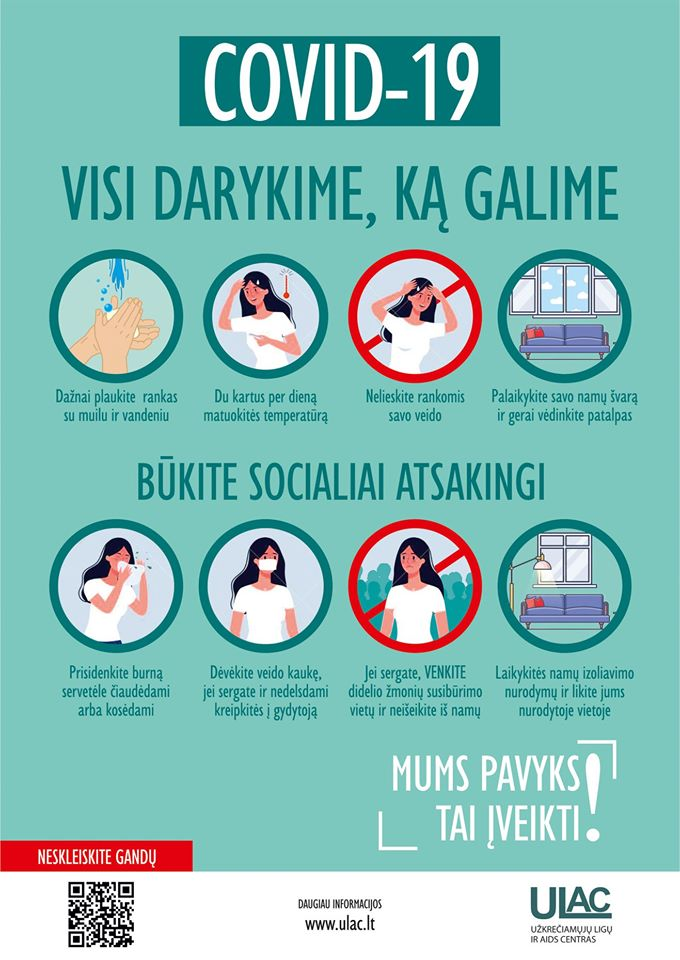 COVID-19
VISI DARYKIME, KĄ GALIME
Dažnai plaukite rankas
su muilu ir vandeniu
Du kartus per dieną
matuokitės temperatūrą
Nelieskite rankomis
savo veido
Palaikykite savo namų švarą
ir gerai vėdinkite patalpas
BŪKITE SOCIALIAI ATSAKINGI
Prisidenkite burną
servetėle čiaudėdami
arba kosėdami
Dėvėkite veido kaukę,
jei sergate ir nedelsdami
kreipkitės į gydytoją
Jei sergate, VENKITE
didelio žmonių susibūrimo
vietų ir neišeikite iš namų
Laikykitės namų izoliavimo
nurodymų ir likite jums
nurodytoje vietoje
MUMS PAVYKS
TAI ĮVEIKTI!
NESKLEISKITE GANDŲ
DAUGIAU INFORMACIJOS
www.ulac.lt
ULAC
UŽKREČIAMŲJŲ LIGŲ
IR AIDS CENTRAS